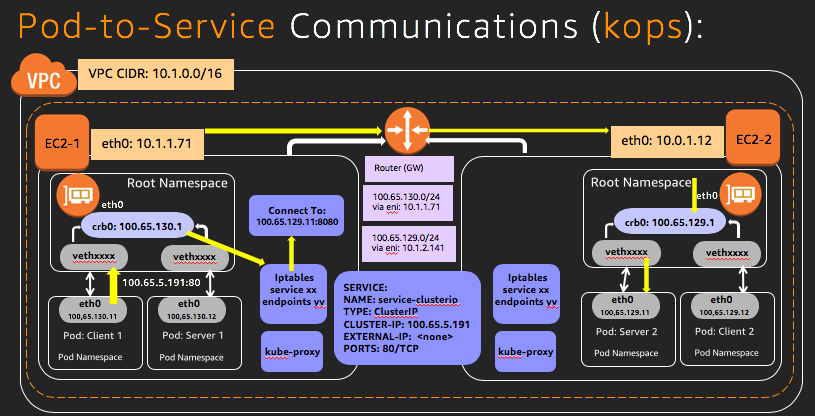 Pod-to-Service Communications (kops):
VPC
VPC CIDR: 10.1.0.0/16
EC2-1
eth0: 10.1.1.71
eth0: 10.0.1.12
EC2-2
Root Namespace
eth0
crb0: 100.65.130.1
vethxxxx
vethxxxx
100.65.5.191:80
eth0
100,65.130.11
Pod: Client 1
Pod Namespace
eth0
100.65.130.12
Pod: Server 1
Pod Namespace
Connect To:
100.65.129.11:8080
Iptables
service xx
endpoints yy
kube-proxy
Router (GW)
100.65.130.0/24
via eni: 10.1.1.71
100.65.129.0/24
via eni: 10.1.2.141
SERVICE:
NAME: service-clusterip
TYPE: ClusterIP
CLUSTER-IP: 100.65.5.191
EXTERNAL-IP: <none>
PORTS: 80/TCP
Iptables
service xx
endpoints yy
kube-proxy
Root Namespace
eth0
crb0: 100.65.129.1
vethxxxx
vethxxxx
eth0
100.65.129.11
Pod: Server 2
Pod Namespace
eth0
100.65.129.12
Pod: Client 2
Pod Namespace